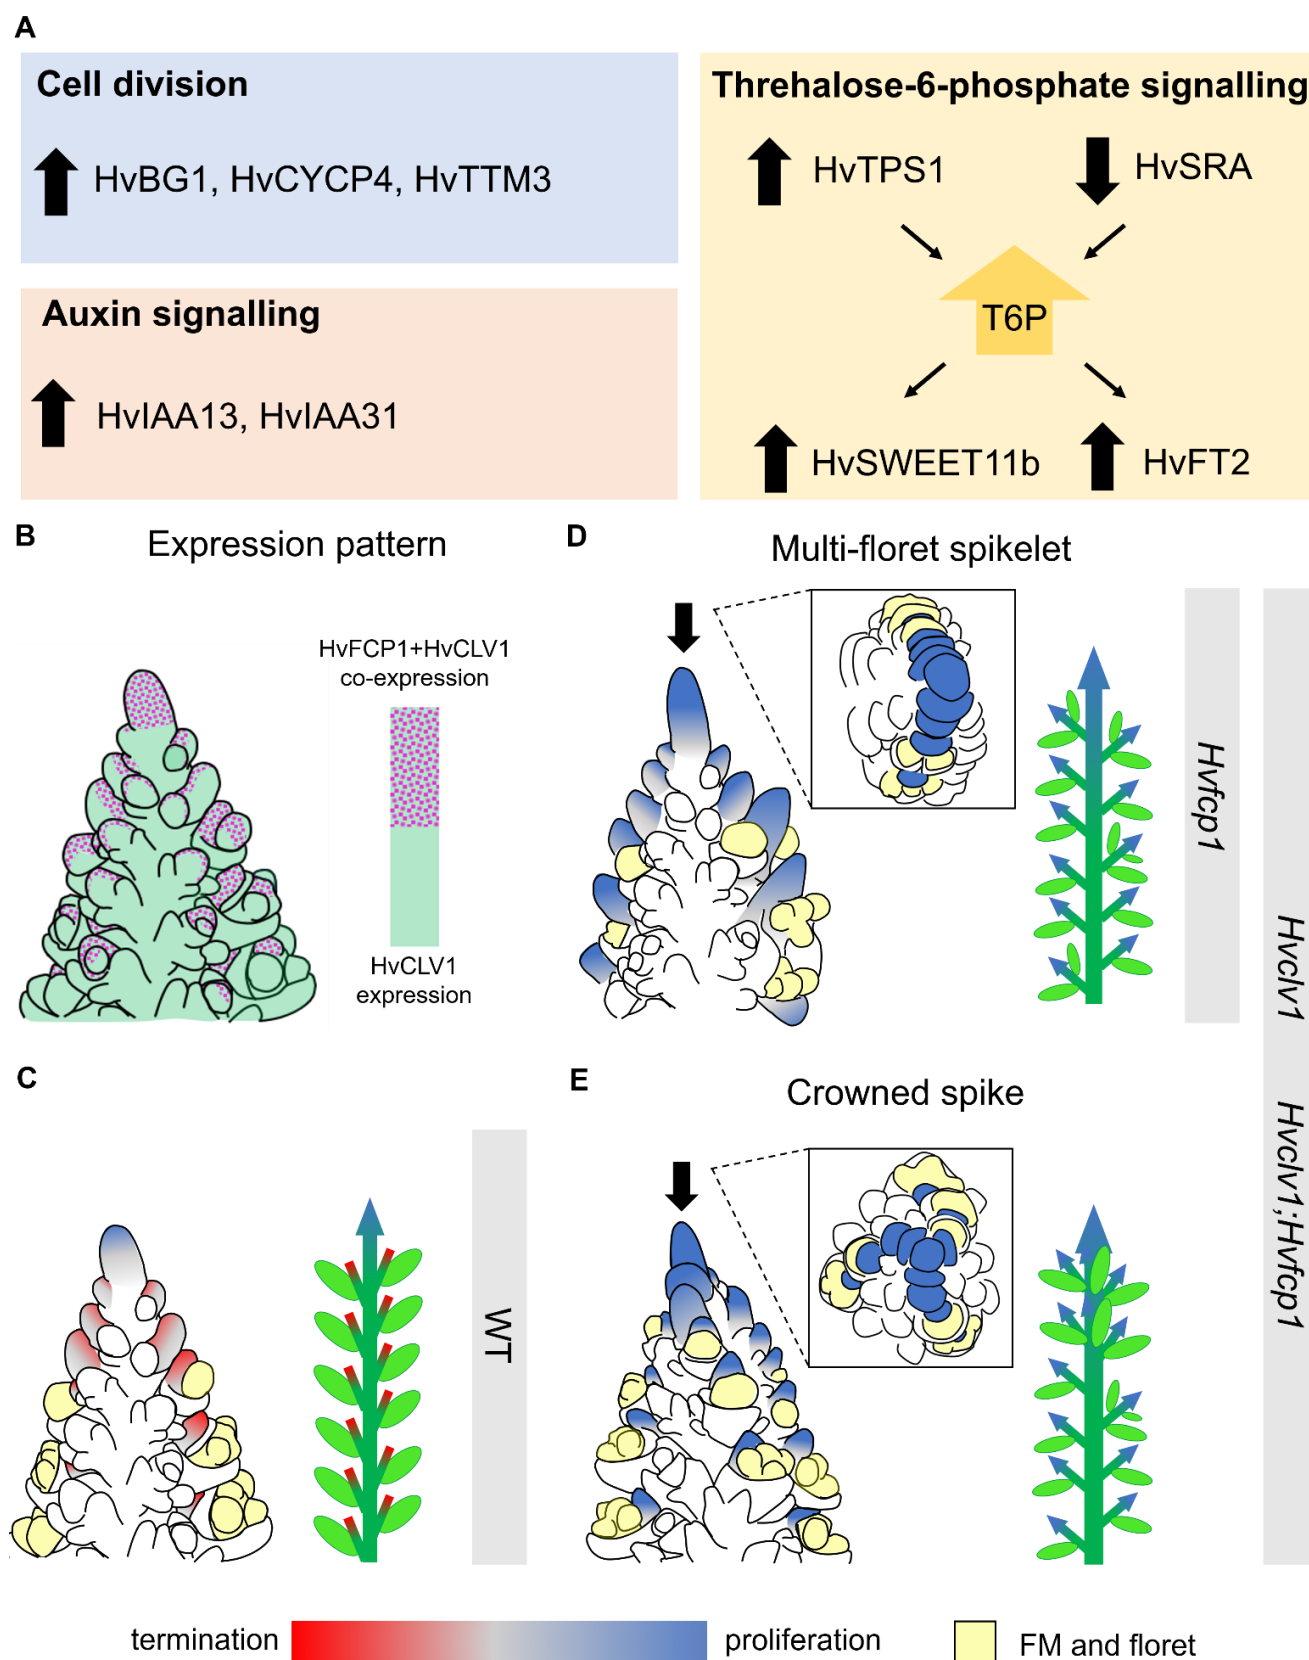 A
Cell division
HvBG1, HvCYCP4, HvTTM3
Auxin signalling
HvIAA13, HvIAA31
Threhalose-6-phosphate signalling
HvTPS1
HvSRA
T6P
HvSWEET11b
HvFT2
B
Expression pattern
HvFCP1+HvCLV1
co-expression
HvCLV1
expression
D
Multi-floret spikelet
Hvfcp1
C
WT
E
Crowned spike
Hvclv1
Hvclv1;Hvfcp1
termination
proliferation
FM and floret